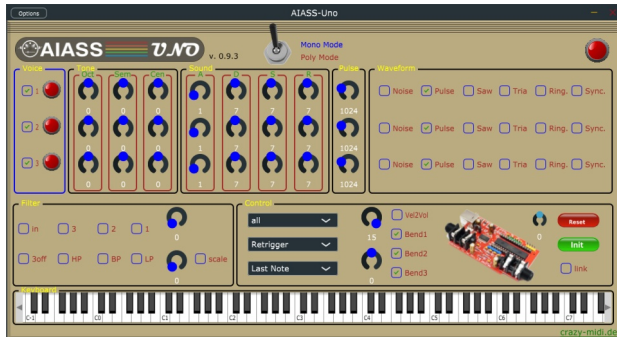 Options
AIASS-Uno
AIASS UNO v. 0.9.3
Mono Mode
Poly Mode
Voice Tone Sound Pulse Waveform
Oct Sem Cen A D S R
1 0 0 0 1 7 7 7 1024 Noise Pulse Saw Tria Ring. Sync.
2 0 0 0 1 7 7 7 1024 Noise Pulse Saw Tria Ring. Sync.
3 0 0 0 1 7 7 7 1024 Noise Pulse Saw Tria Ring. Sync.
Filter
in 3 2 1 0
3off HP BP LP 0 scale
Control
all 15 Vel2Vol
Bend1
Retrigger Bend2
Last Note 0 Bend3
0 Reset
Init
link
Keyboard
C-1 C0 C1 C2 C3 C4 C5 C6 C7
crazy-midi.de